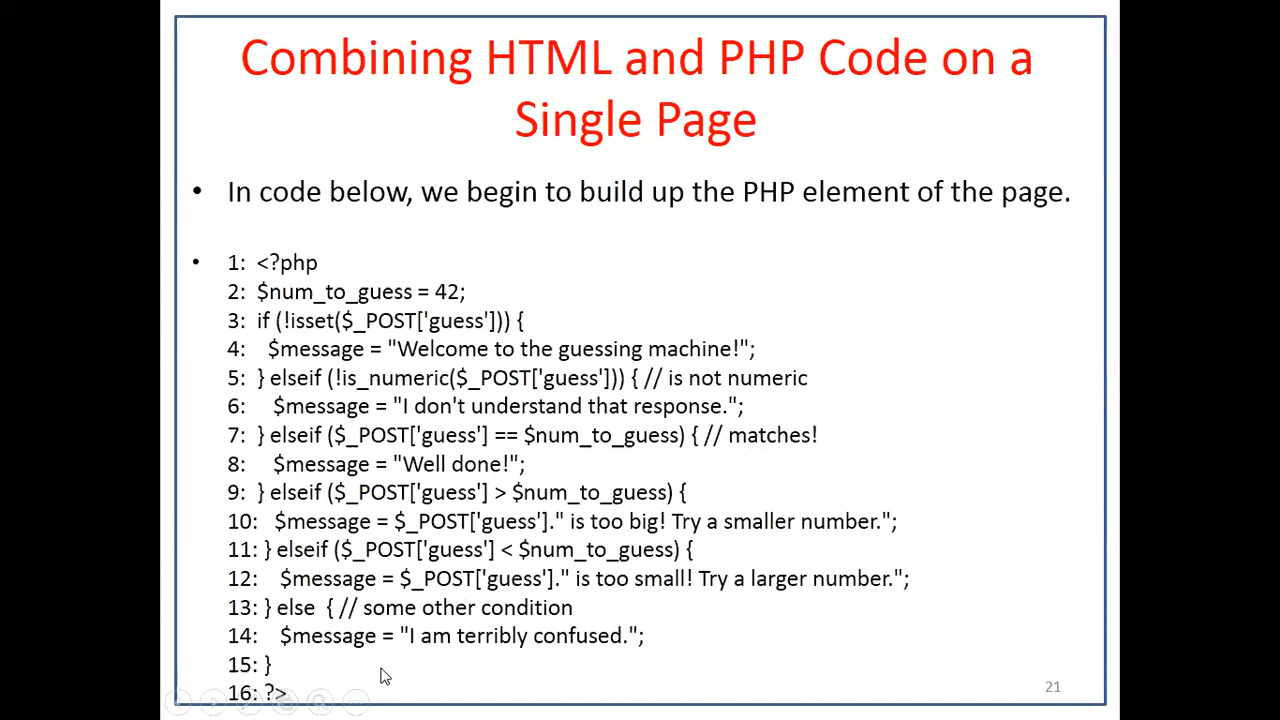 Combining HTML and PHP Code on a
Single Page
• In code below, we begin to build up the PHP element of the page.
• 1: <?php
2: $num_to_guess = 42;
3: if (!isset($_POST['guess'])) {
4: $message = "Welcome to the guessing machine!";
5: } elseif (!is_numeric($_POST['guess'])) { // is not numeric
6: $message = "I don't understand that response.";
7: } elseif ($_POST['guess'] == $num_to_guess) { // matches!
8: $message = "Well done!";
9: } elseif ($_POST['guess'] > $num_to_guess) {
10: $message = $_POST['guess']." is too big! Try a smaller number.";
11: } elseif ($_POST['guess'] < $num_to_guess) {
12: $message = $_POST['guess']." is too small! Try a larger number.";
13: } else { // some other condition
14: $message = "I am terribly confused.";
15: }
16: ?>
21